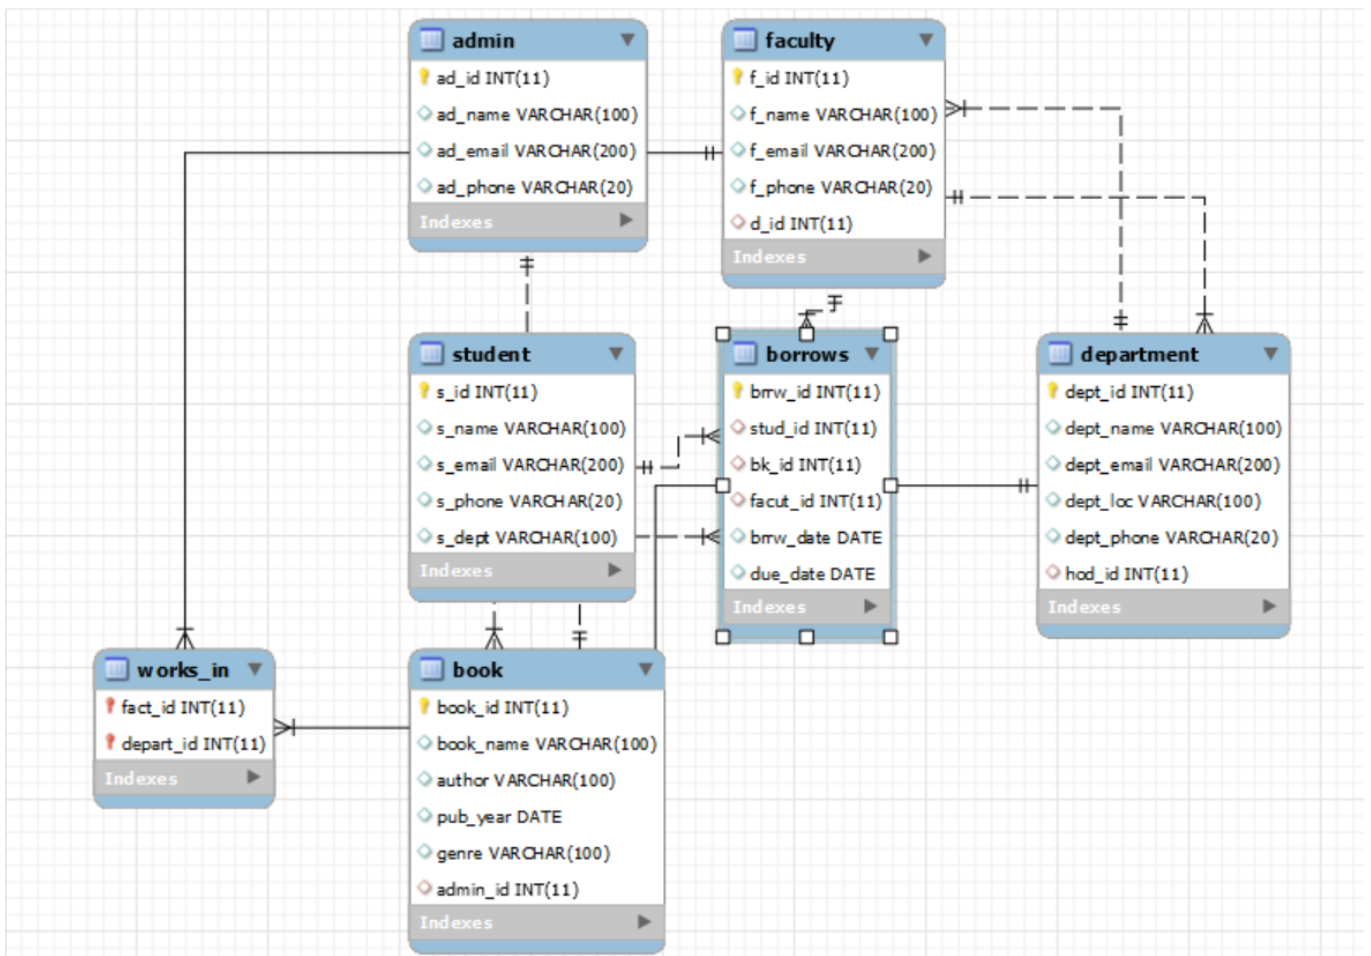 admin
ad_id INT(11)
ad_name VARCHAR(100)
ad_email VARCHAR(200)
ad_phone VARCHAR(20)
Indexes
faculty
f_id INT(11)
f_name VARCHAR(100)
f_email VARCHAR(200)
f_phone VARCHAR(20)
d_id INT(11)
Indexes
student
s_id INT(11)
s_name VARCHAR(100)
s_email VARCHAR(200)
s_phone VARCHAR(20)
s_dept VARCHAR(100)
Indexes
borrows
brrw_id INT(11)
stud_id INT(11)
bk_id INT(11)
facut_id INT(11)
brrw_date DATE
due_date DATE
Indexes
department
dept_id INT(11)
dept_name VARCHAR(100)
dept_email VARCHAR(200)
dept_loc VARCHAR(100)
dept_phone VARCHAR(20)
hod_id INT(11)
Indexes
works_in
fact_id INT(11)
depart_id INT(11)
Indexes
book
book_id INT(11)
book_name VARCHAR(100)
author VARCHAR(100)
pub_year DATE
genre VARCHAR(100)
admin_id INT(11)
Indexes